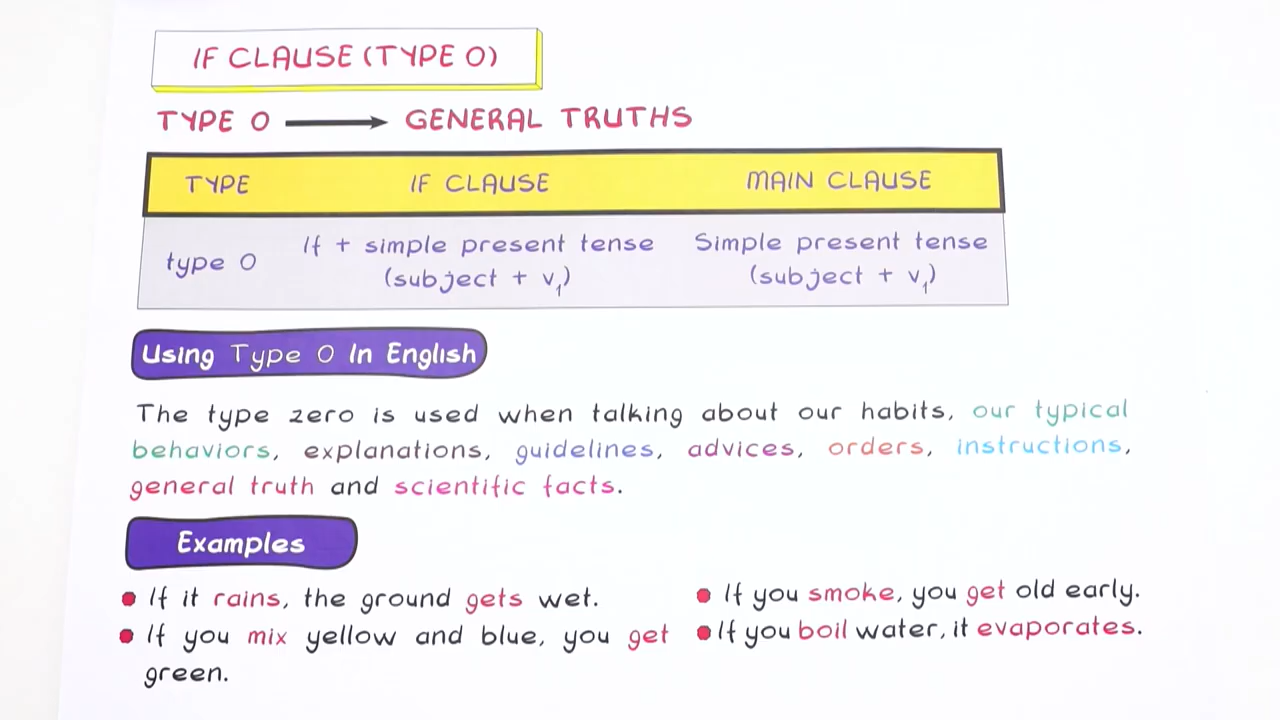 IF CLAUSE (TYPE 0)
TYPE 0 GENERAL TRUTHS
TYPE IF CLAUSE MAIN CLAUSE
type 0 If + simple present tense (subject + v₁) Simple present tense (subject + v₁)
Using Type 0 In English
The type zero is used when talking about our habits, our typical
behaviors, explanations, guidelines, advices, orders, instructions,
general truth and scientific facts.
Examples
If it rains, the ground gets wet.
If you mix yellow and blue, you get
green.
If you smoke, you get old early.
If you boil water, it evaporates.